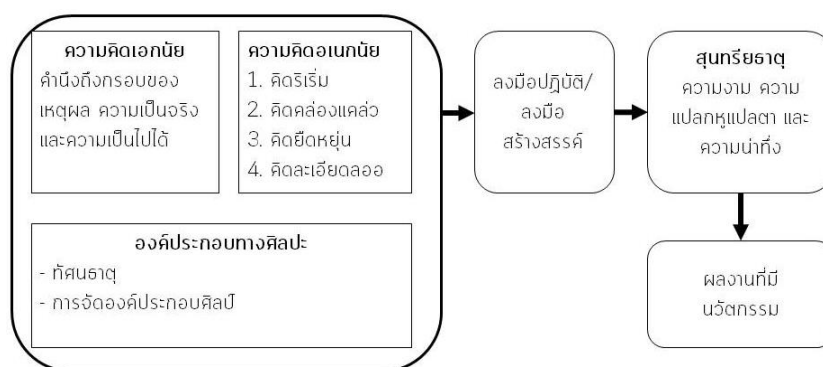 ความคิดเอกนัย
คำนึงถึงกรอบของ
เหตุผล ความเป็นจริง
และความเป็นไปได้
ความคิดอเนกนัย
1. คิดริเริ่ม
2. คิดคล่องแคล่ว
3. คิดยืดหยุ่น
4. คิดละเอียดลออ
องค์ประกอบทางศิลปะ
- ทัศนธาตุ
- การจัดองค์ประกอบศิลป์
ลงมือปฏิบัติ/
ลงมือ
สร้างสรรค์
สุนทรียธาตุ
ความงาม ความ
แปลกหูแปลตา และ
ความน่าทึ่ง
ผลงานที่มี
นวัตกรรม